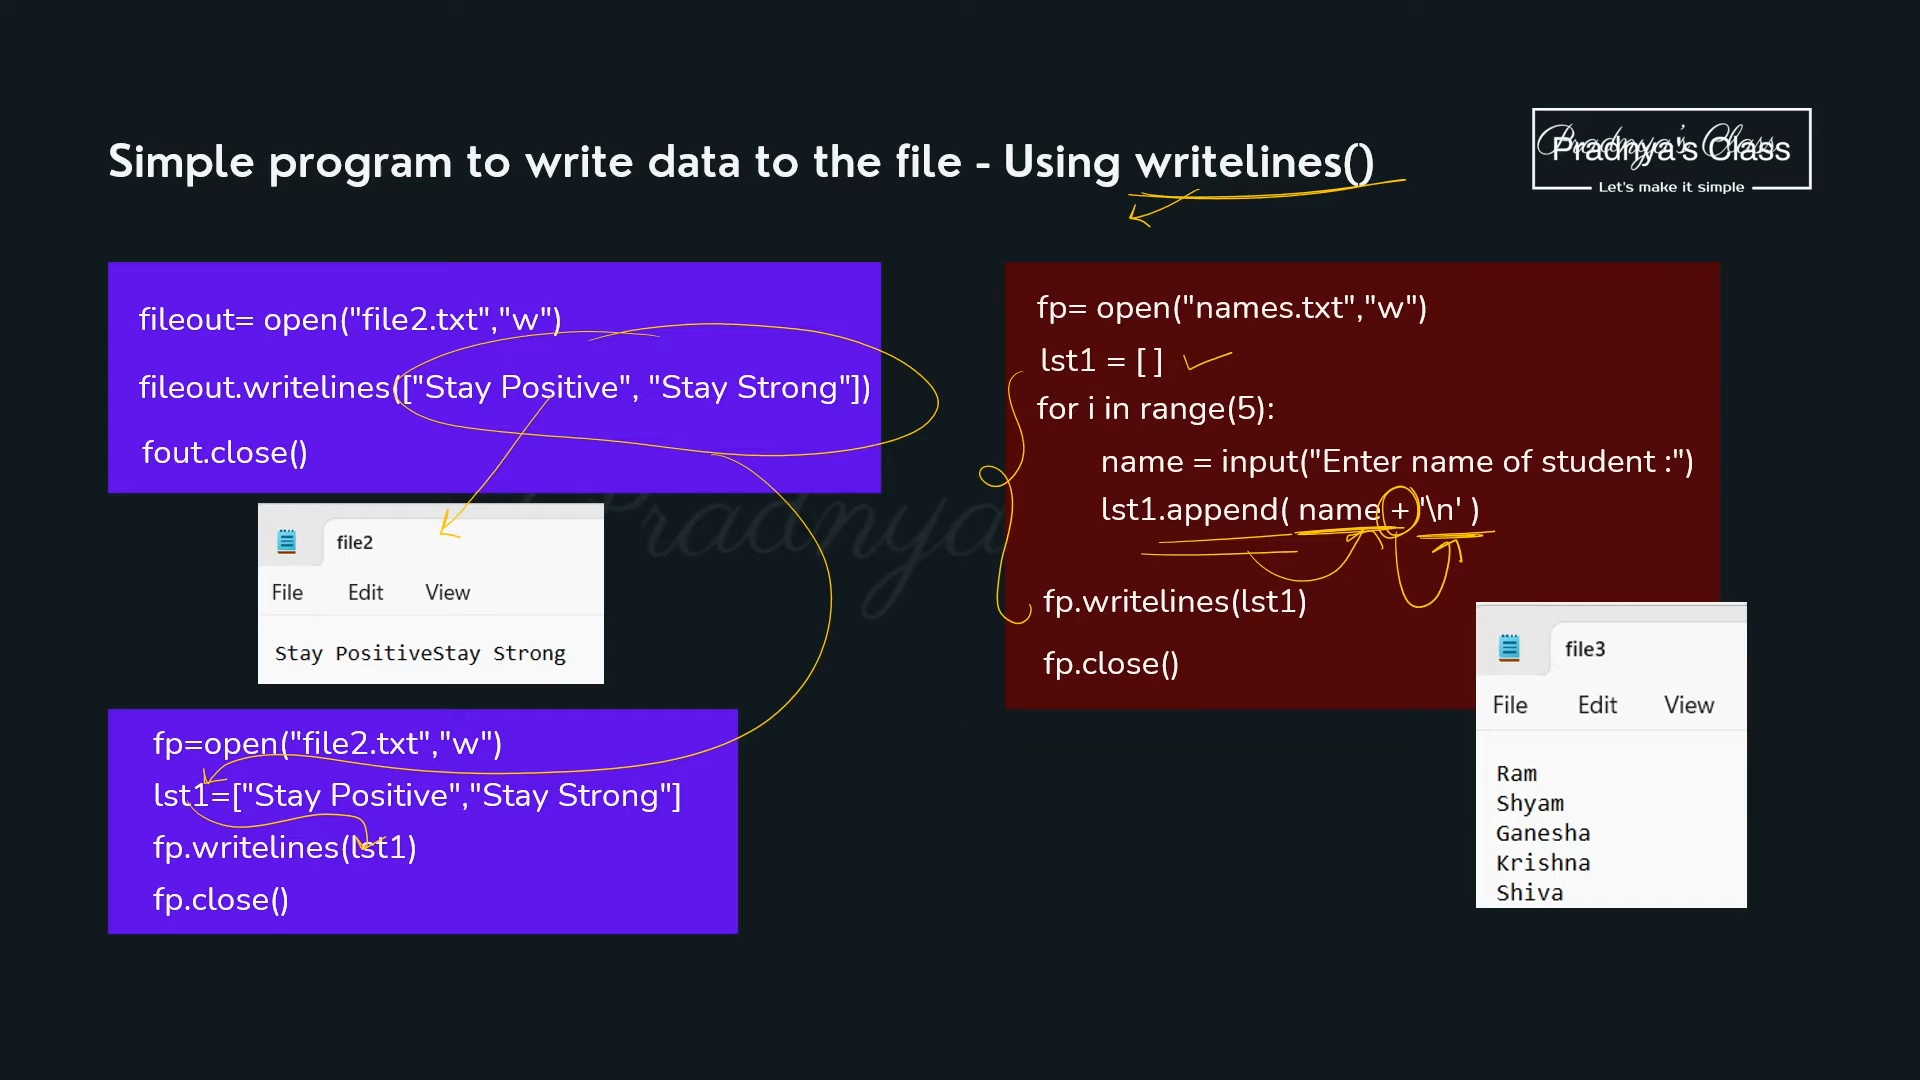 Simple program to write data to the file - Using writelines()
Pradnya's Class
Pradnya's Class
Let's make it simple
fileout= open("file2.txt","w")
fileout.writelines(["Stay Positive", "Stay Strong"])
fout.close()
file2
File Edit View
Stay PositiveStay Strong
fp=open("file2.txt","w")
lst1=["Stay Positive","Stay Strong"]
fp.writelines(lst1)
fp.close()
Pradnya
fp= open("names.txt","w")
lst1 = [ ]
for i in range(5):
name = input("Enter name of student :")
lst1.append( name + '\n' )
fp.writelines(lst1)
fp.close()
file3
File Edit View
Ram
Shyam
Ganesha
Krishna
Shiva